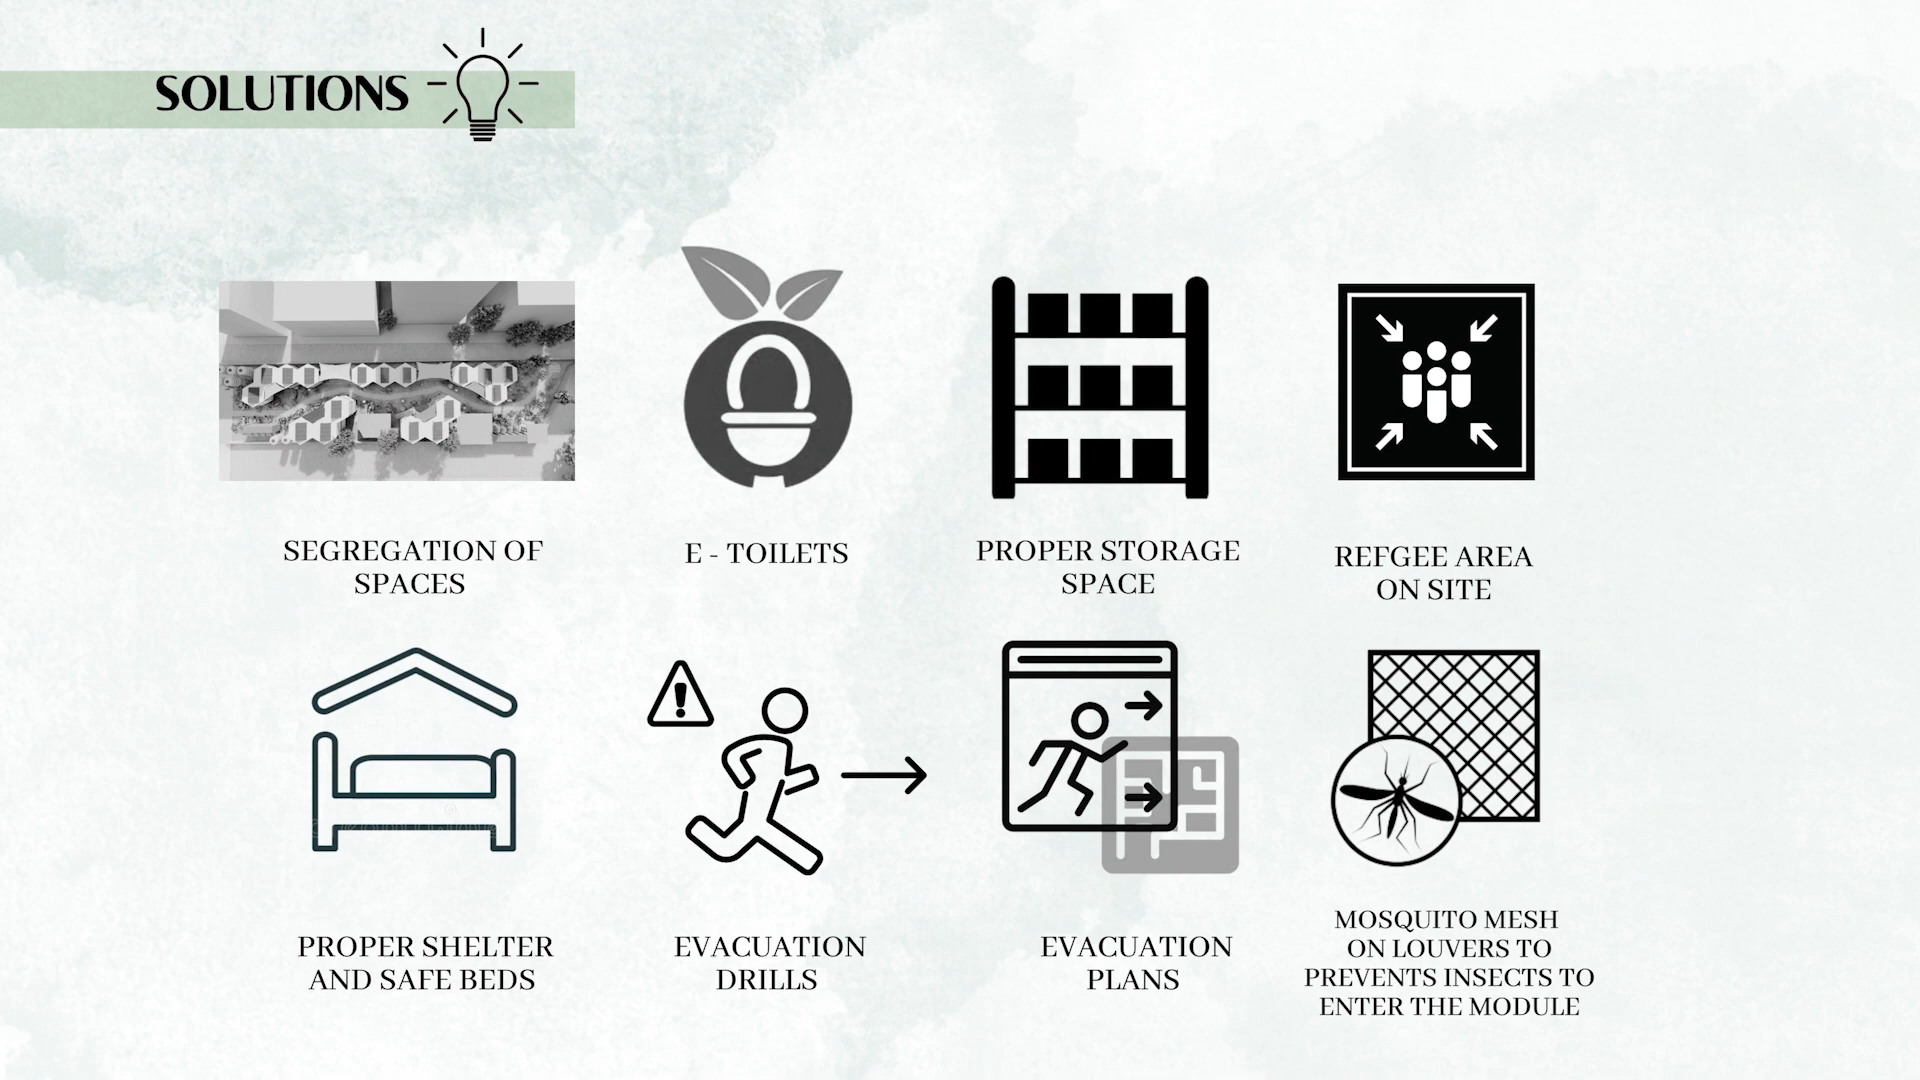 SOLUTIONS
SEGREGATION OF
SPACES
E - TOILETS
PROPER STORAGE
SPACE
REFGEE AREA
ON SITE
PROPER SHELTER
AND SAFE BEDS
EVACUATION
DRILLS
EVACUATION
PLANS
MOSQUITO MESH
ON LOUVERS TO
PREVENTS INSECTS TO
ENTER THE MODULE